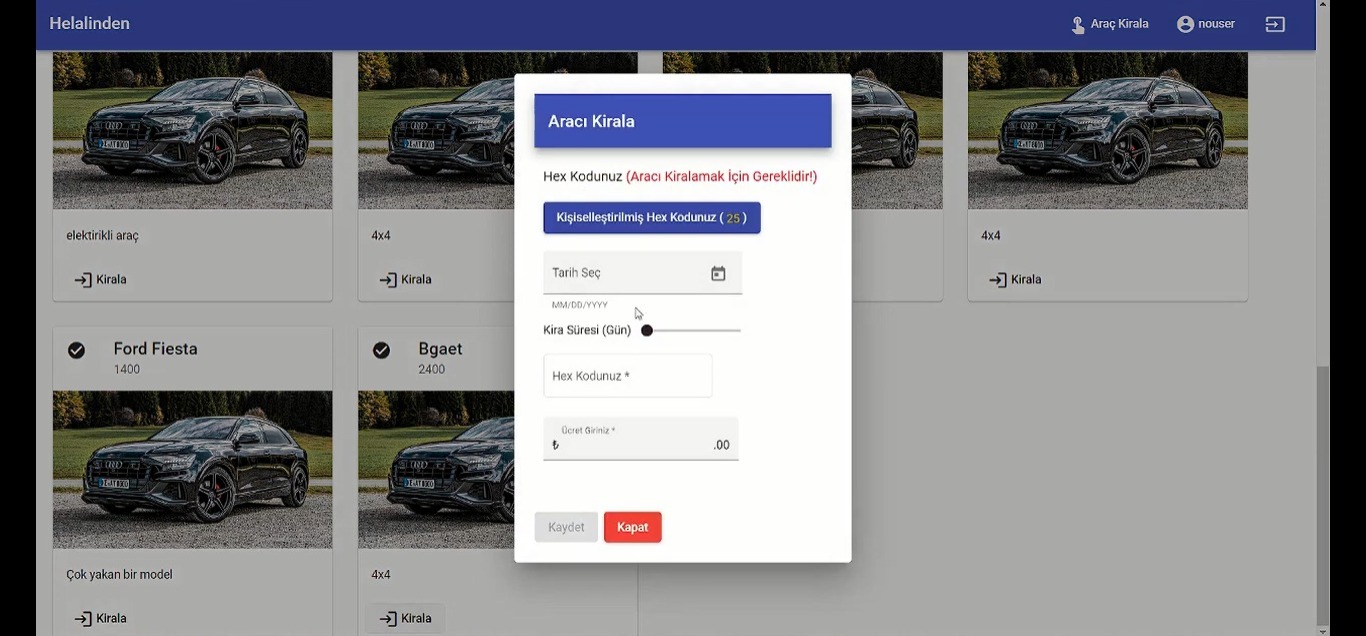 Helalinden
Araç Kirala
nouser
elektirikli araç
4x4
4x4
Kirala
Kirala
Kirala
Aracı Kirala
Hex Kodunuz (Aracı Kiralamak İçin Gereklidir!)
Kişiselleştirilmiş Hex Kodunuz ( 25 )
Tarih Seç
MM/DD/YYYY
Kira Süresi (Gün)
Hex Kodunuz *
Ücret Giriniz *
₺ .00
Kaydet
Kapat
Ford Fiesta
1400
Bgaet
2400
Çok yakan bir model
4x4
Kirala
Kirala